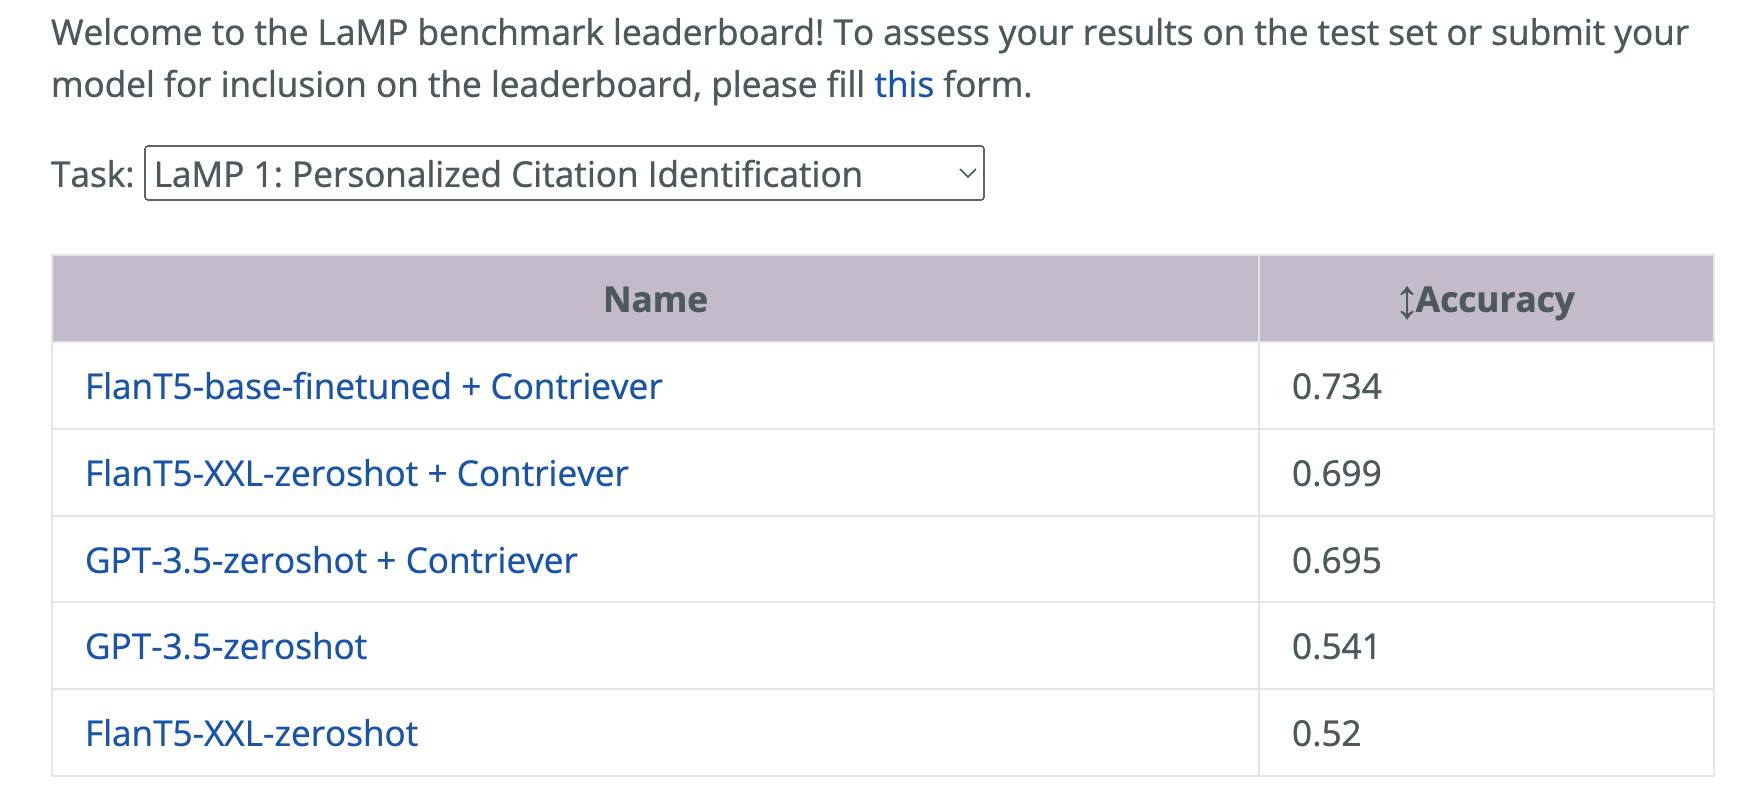 Welcome to the LaMP benchmark leaderboard! To assess your results on the test set or submit your
model for inclusion on the leaderboard, please fill this form.
Task: LaMP 1: Personalized Citation Identification
Name ↕Accuracy
FlanT5-base-finetuned + Contriever 0.734
FlanT5-XXL-zeroshot + Contriever 0.699
GPT-3.5-zeroshot + Contriever 0.695
GPT-3.5-zeroshot 0.541
FlanT5-XXL-zeroshot 0.52